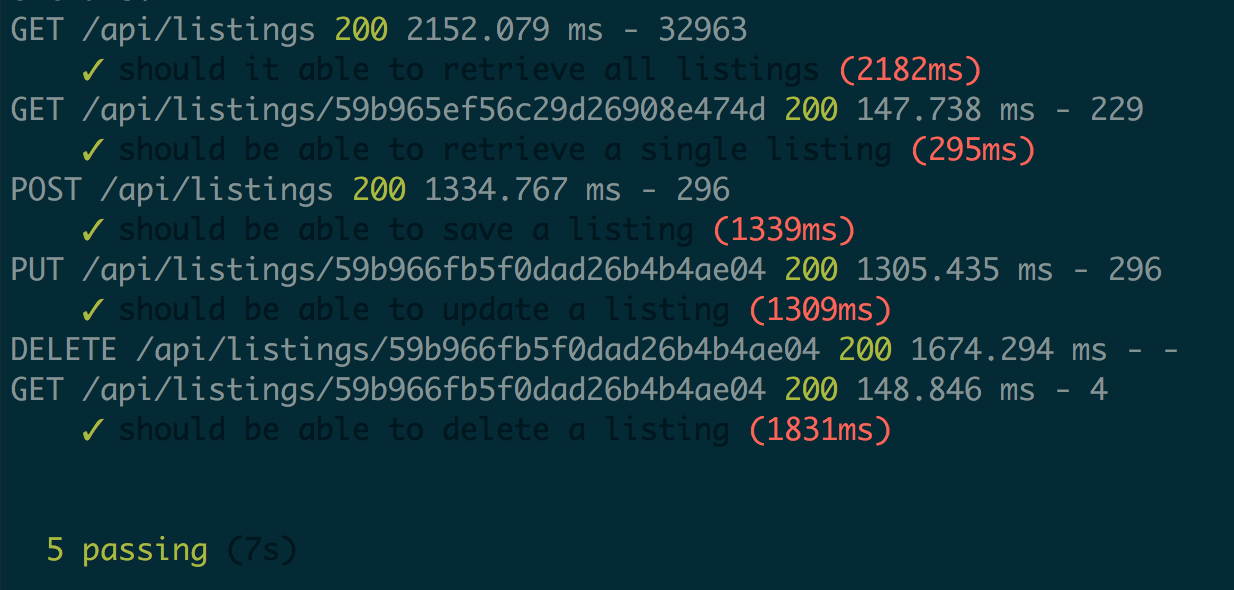 GET /api/listings 200 2152.079 ms - 32963
✓ should it able to retrieve all listings (2182ms)
GET /api/listings/59b965ef56c29d26908e474d 200 147.738 ms - 229
✓ should be able to retrieve a single listing (295ms)
POST /api/listings 200 1334.767 ms - 296
✓ should be able to save a listing (1339ms)
PUT /api/listings/59b966fb5f0dad26b4b4ae04 200 1305.435 ms - 296
✓ should be able to update a listing (1309ms)
DELETE /api/listings/59b966fb5f0dad26b4b4ae04 200 1674.294 ms - -
GET /api/listings/59b966fb5f0dad26b4b4ae04 200 148.846 ms - 4
✓ should be able to delete a listing (1831ms)
5 passing (7s)